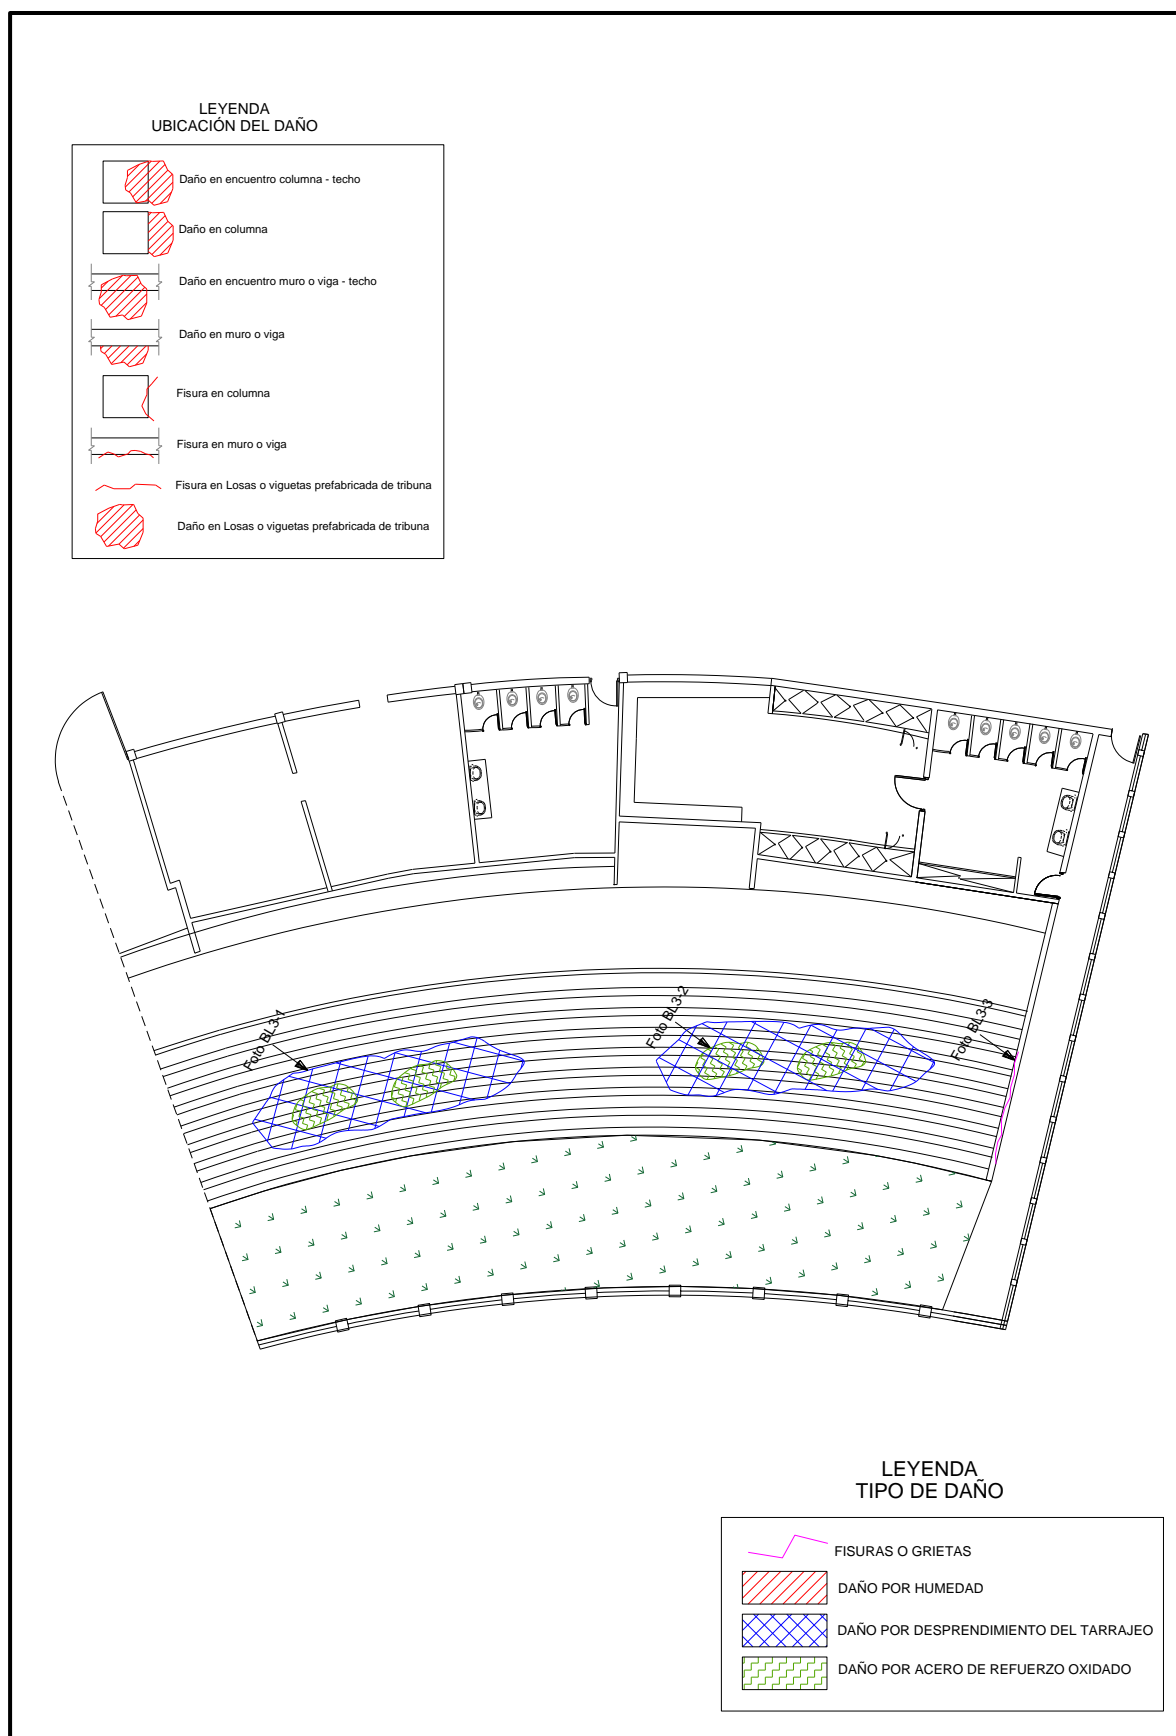 LEYENDA
UBICACIÓN DEL DAÑO
Daño en encuentro columna - techo
Daño en columna
Daño en encuentro muro o viga - techo
Daño en muro o viga
Fisura en columna
Fisura en muro o viga
Fisura en Losas o viguetas prefabricada de tribuna
Daño en Losas o viguetas prefabricada de tribuna
Foto BL3-1
Foto BL3-2
Foto BL3-3
LEYENDA
TIPO DE DAÑO
FISURAS O GRIETAS
DAÑO POR HUMEDAD
DAÑO POR DESPRENDIMIENTO DEL TARRAJEO
DAÑO POR ACERO DE REFUERZO OXIDADO